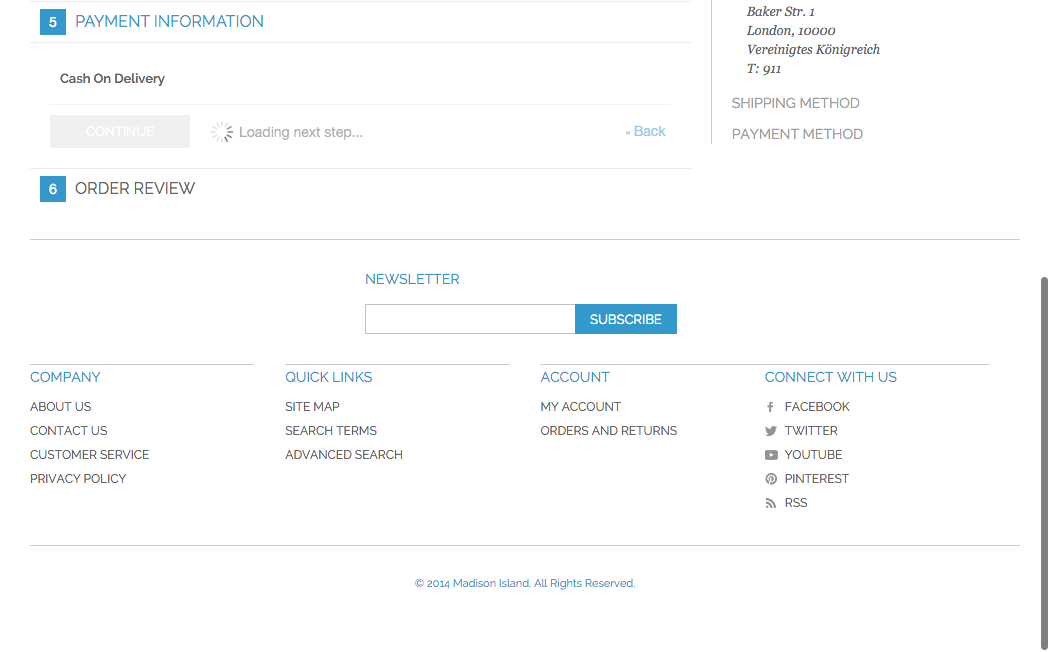 5 PAYMENT INFORMATION
Cash On Delivery
CONTINUE Loading next step... « Back
6 ORDER REVIEW
Baker Str. 1
London, 10000
Vereinigtes Königreich
T: 911
SHIPPING METHOD
PAYMENT METHOD
NEWSLETTER
SUBSCRIBE
COMPANY
ABOUT US
CONTACT US
CUSTOMER SERVICE
PRIVACY POLICY
QUICK LINKS
SITE MAP
SEARCH TERMS
ADVANCED SEARCH
ACCOUNT
MY ACCOUNT
ORDERS AND RETURNS
CONNECT WITH US
FACEBOOK
TWITTER
YOUTUBE
PINTEREST
RSS
© 2014 Madison Island. All Rights Reserved.